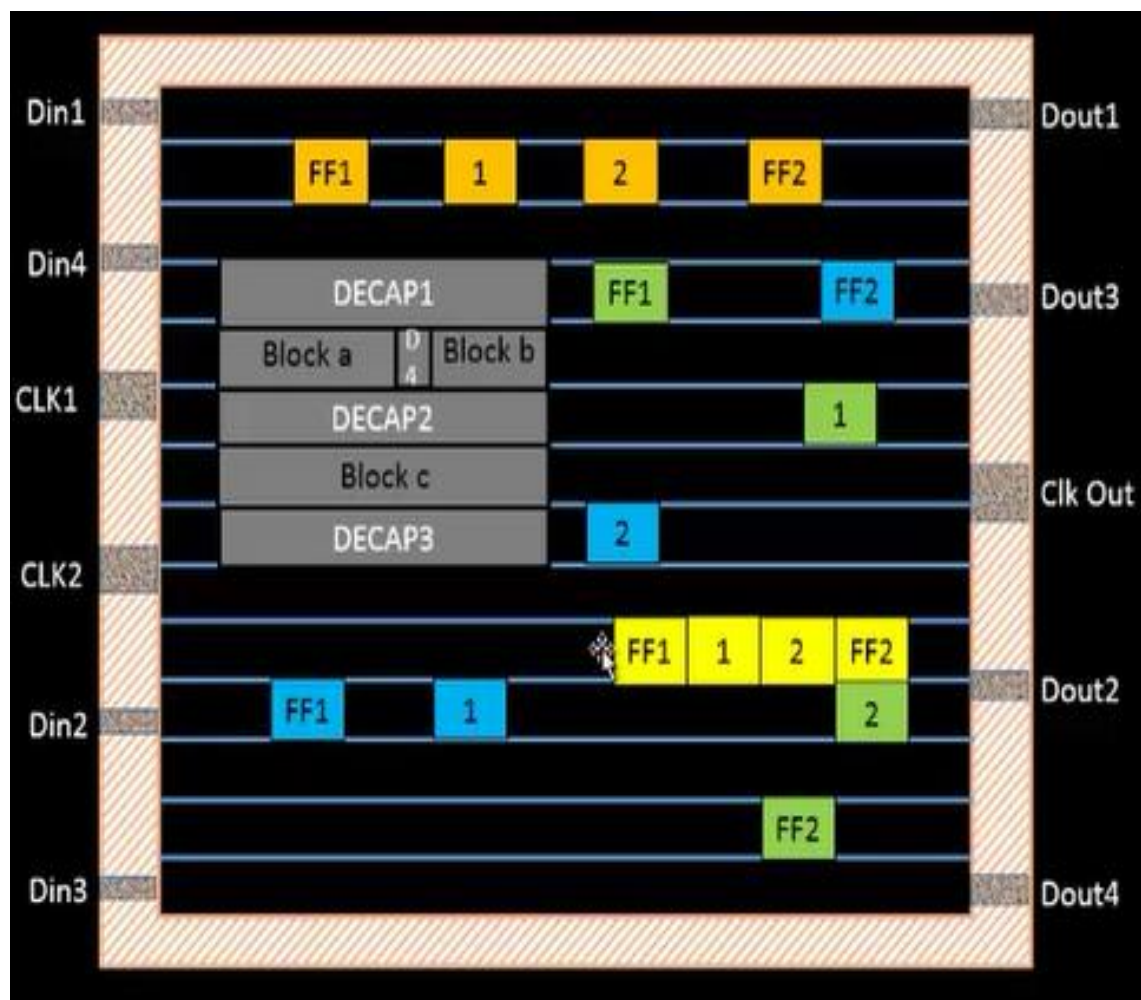 Din1
Dout1
FF1 1 2 FF2
Din4
DECAP1
FF1
FF2
Dout3
Block a
D
4
Block b
CLK1
DECAP2
1
Block c
Clk Out
DECAP3
2
CLK2
FF1 1 2 FF2
Dout2
Din2
FF1
1
2
FF2
Din3
Dout4